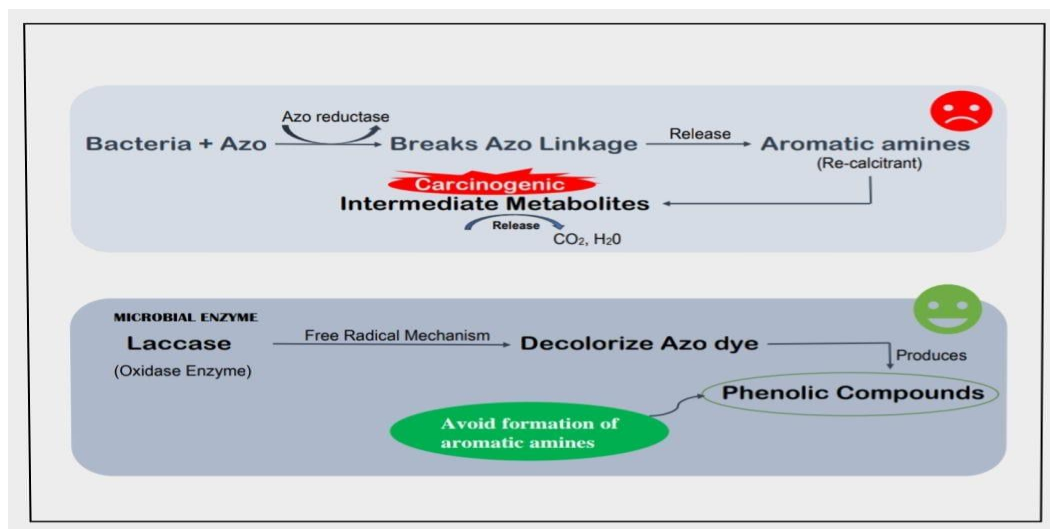 Azo reductase
Bacteria + Azo
Breaks Azo Linkage
Release
Aromatic amines
(Re-calcitrant)
Carcinogenic
Intermediate Metabolites
Release
CO₂, H₂0
MICROBIAL ENZYME
Laccase
(Oxidase Enzyme)
Free Radical Mechanism
Decolorize Azo dye
Produces
Phenolic Compounds
Avoid formation of
aromatic amines